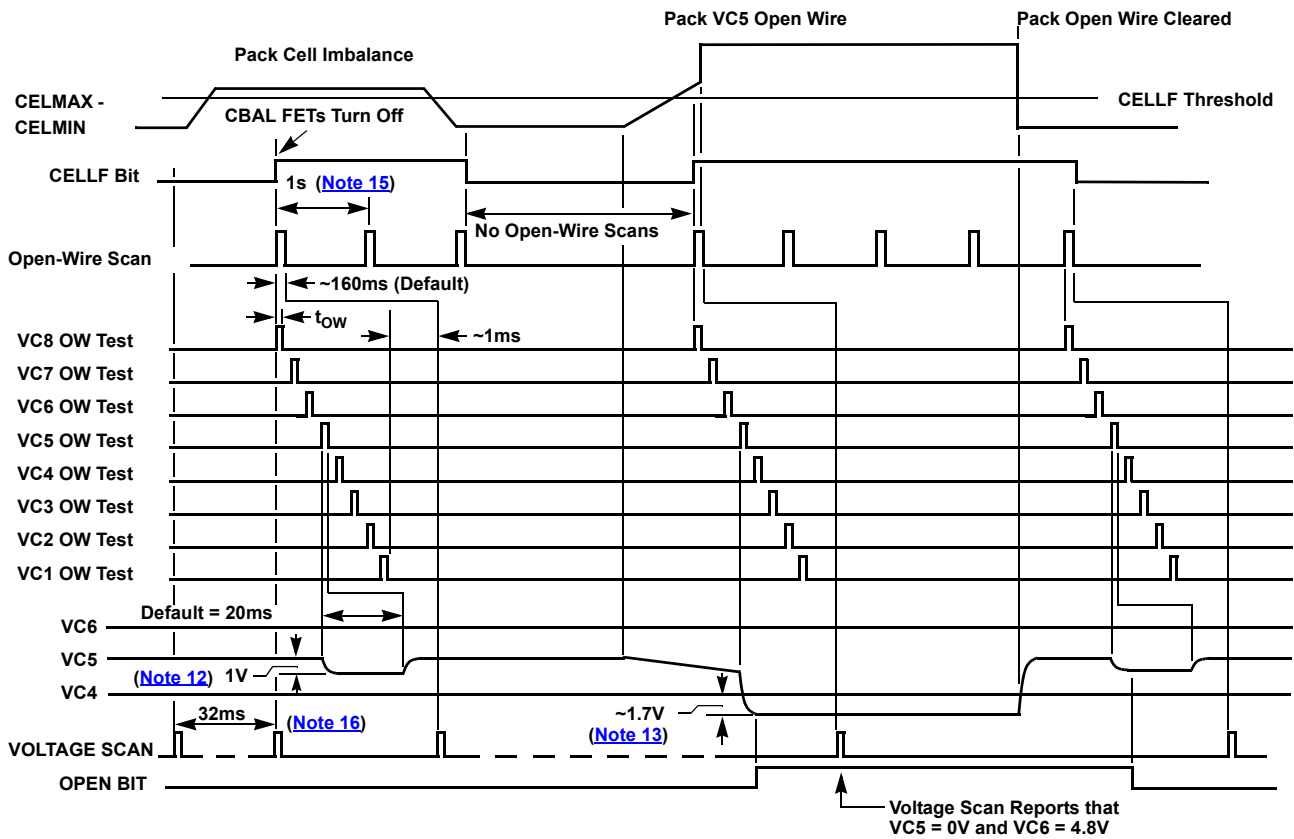 Pack VC5 Open Wire
Pack Open Wire Cleared
Pack Cell Imbalance
CELMAX -
CELMIN
CELLF Threshold
CBAL FETs Turn Off
CELLF Bit
1s (Note 15)
No Open-Wire Scans
Open-Wire Scan
~160ms (Default)
tOW
~1ms
VC8 OW Test
VC7 OW Test
VC6 OW Test
VC5 OW Test
VC4 OW Test
VC3 OW Test
VC2 OW Test
VC1 OW Test
Default = 20ms
VC6
VC5
(Note 12) 1V
VC4
32ms
(Note 16)
~1.7V
(Note 13)
VOLTAGE SCAN
OPEN BIT
Voltage Scan Reports that
VC5 = 0V and VC6 = 4.8V